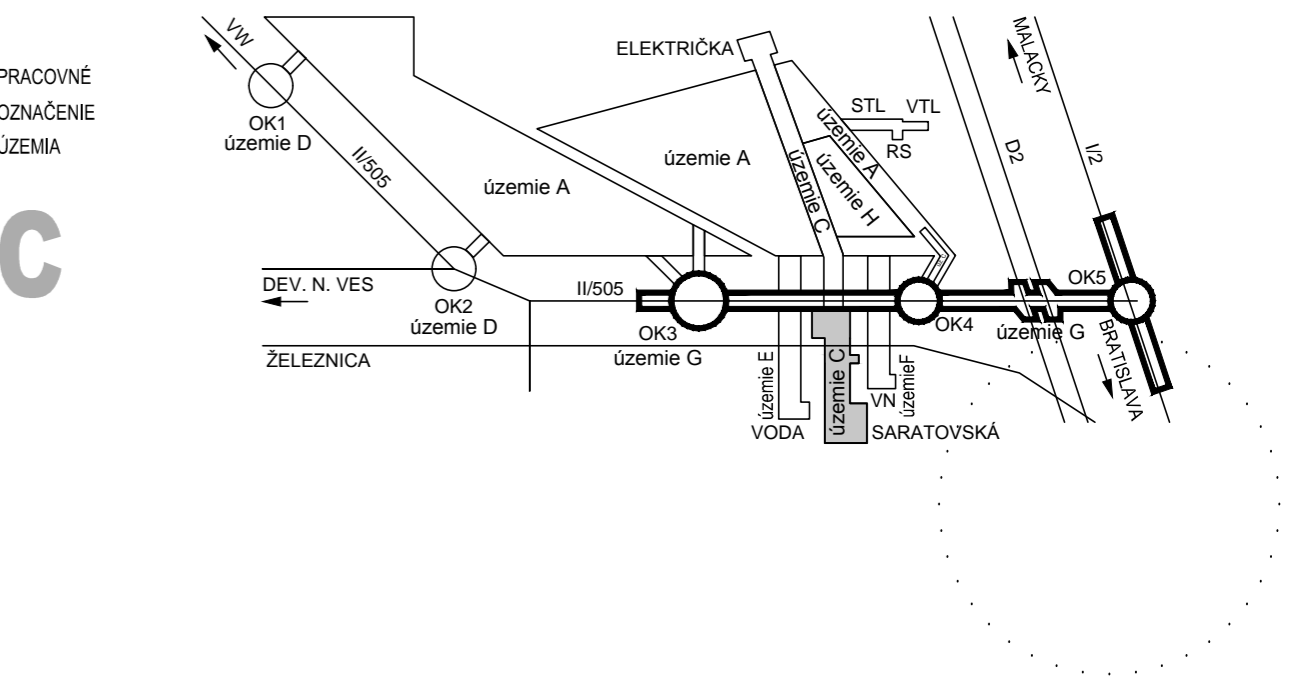 PRACOVNÉ
OZNAČENIE
ÚZEMIA
C
VW
OK1
území D
II/505
OK2
územie D
DEV. N. VES
ŽELEZNICA
územie A
ELEKTRIČKA
územie A
územie C
územie A
územie H
STL VTL
RS
II/505
OK3
územie G
územie E
VODA
územie C
SARATOVSKÁ
VN
územieF
OK4
územie G
OK5
D2
I/2
MALACKY
BRATISLAVA